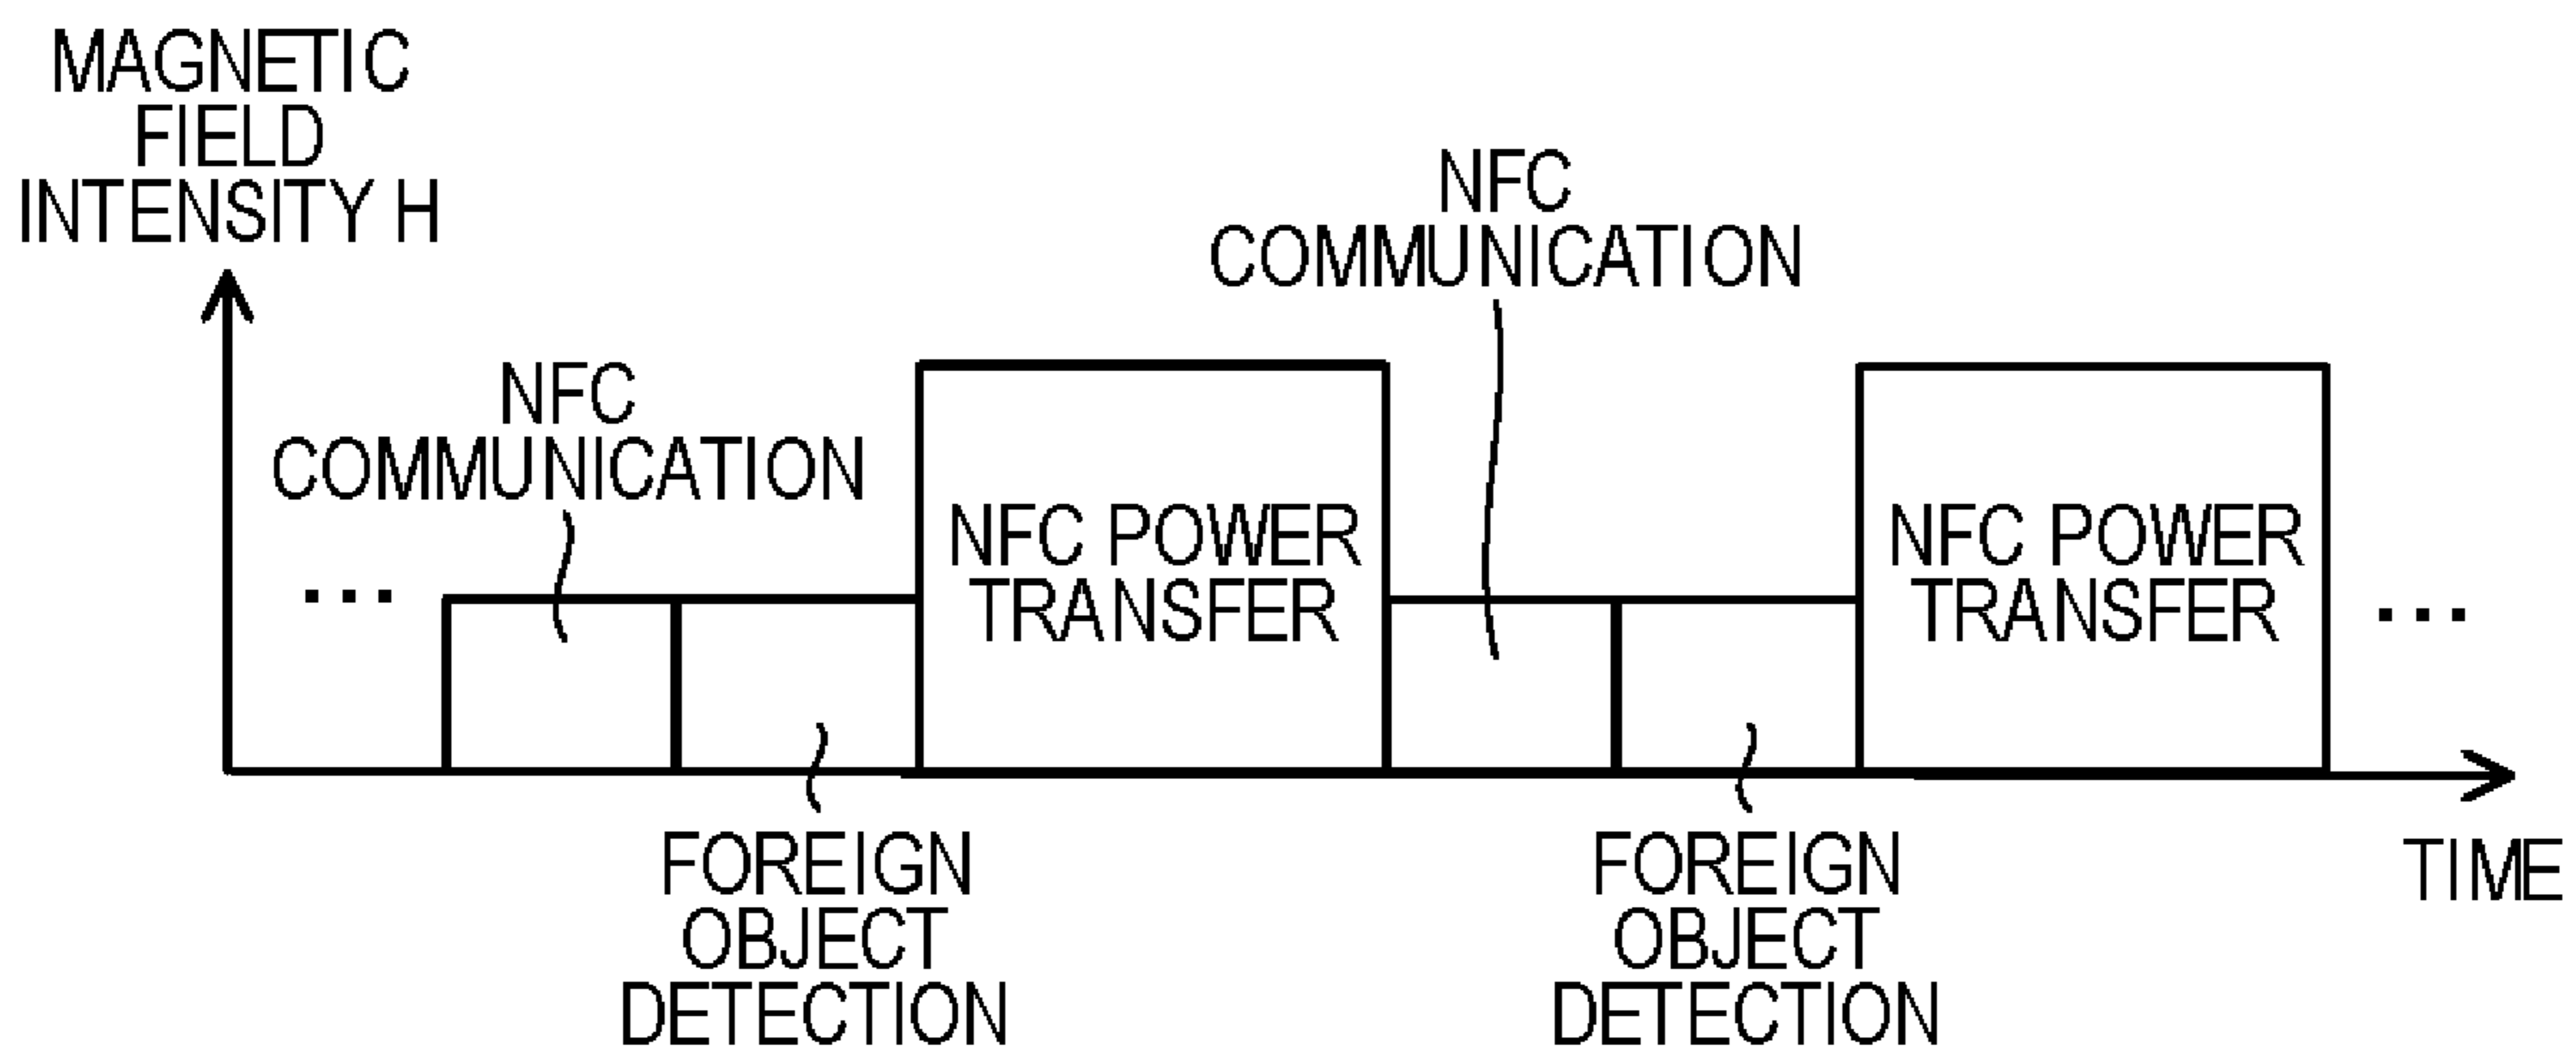 MAGNETIC
FIELD
INTENSITY H
NFC
COMMUNICATION
...
NFC POWER
TRANSFER
NFC
COMMUNICATION
NFC POWER
TRANSFER
...
FOREIGN
OBJECT
DETECTION
FOREIGN
OBJECT
DETECTION
TIME